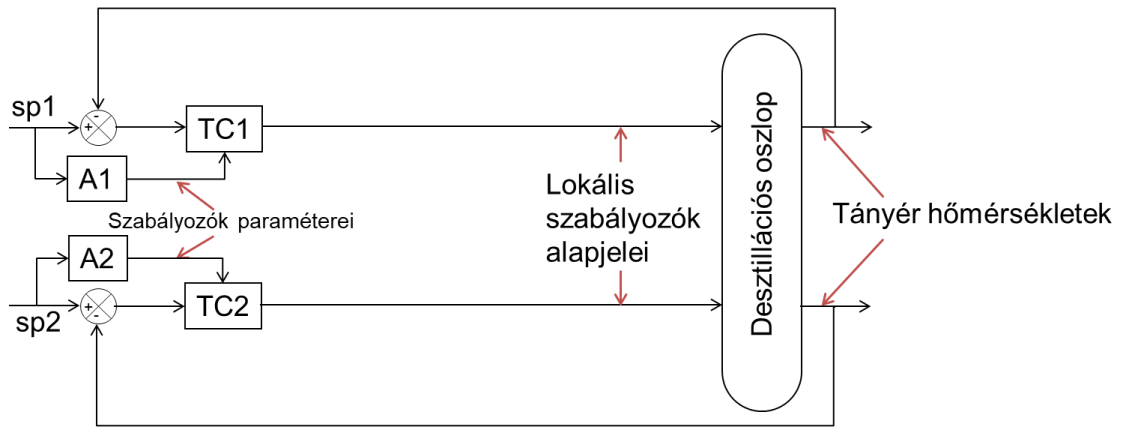 sp1
-
+
TC1
A1
Szabályozók paraméterei
A2
+
-
TC2
sp2
Lokális
szabályozók
alapjelei
Desztillációs oszlop
Tányér hőmérsékletek